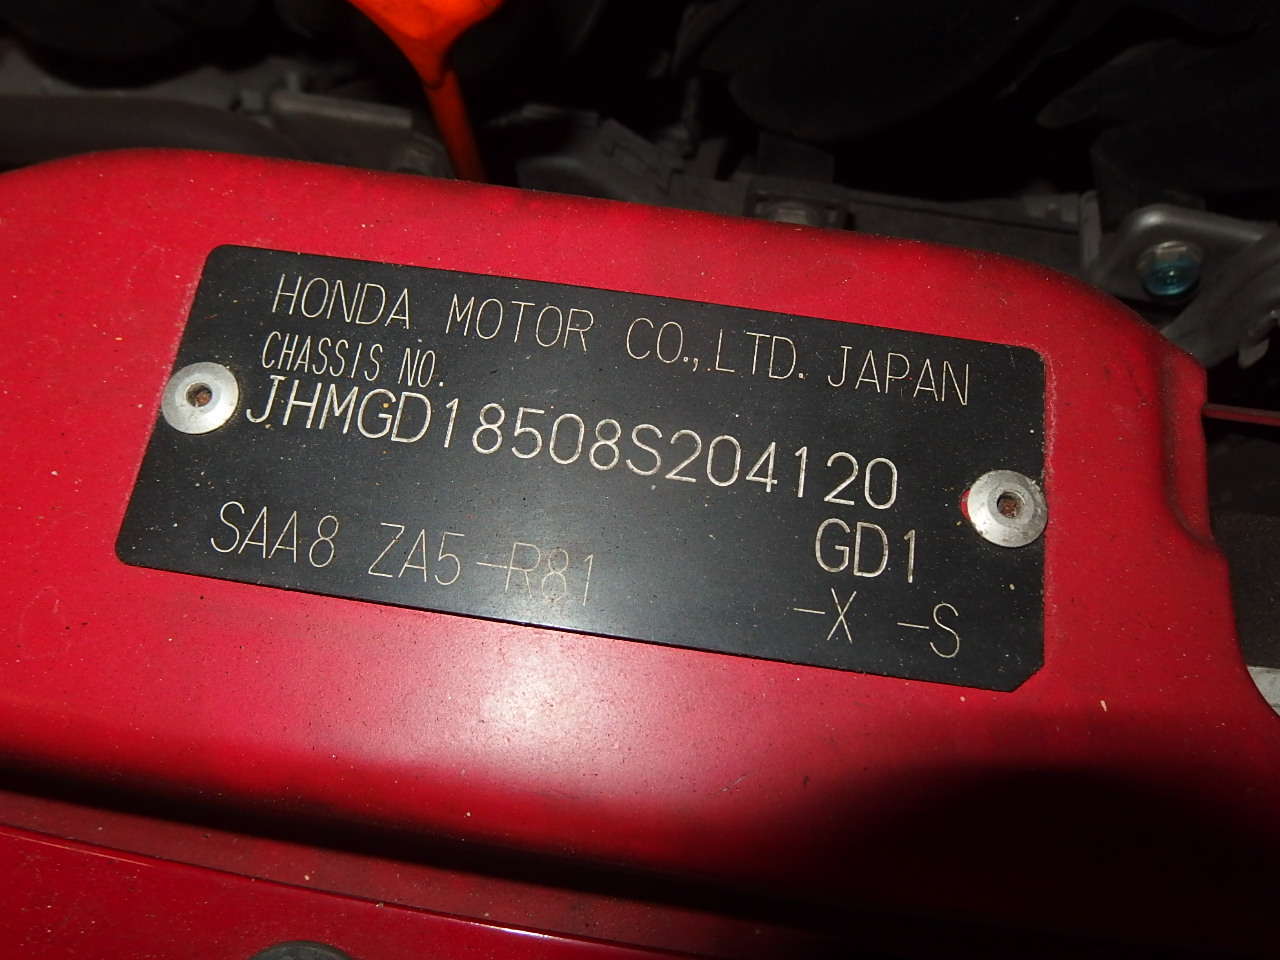 HONDA MOTOR CO.,LTD. JAPAN
CHASSIS NO.
JHMGD18508S204120
GD1
SAA8 ZA5-R81
-X -S